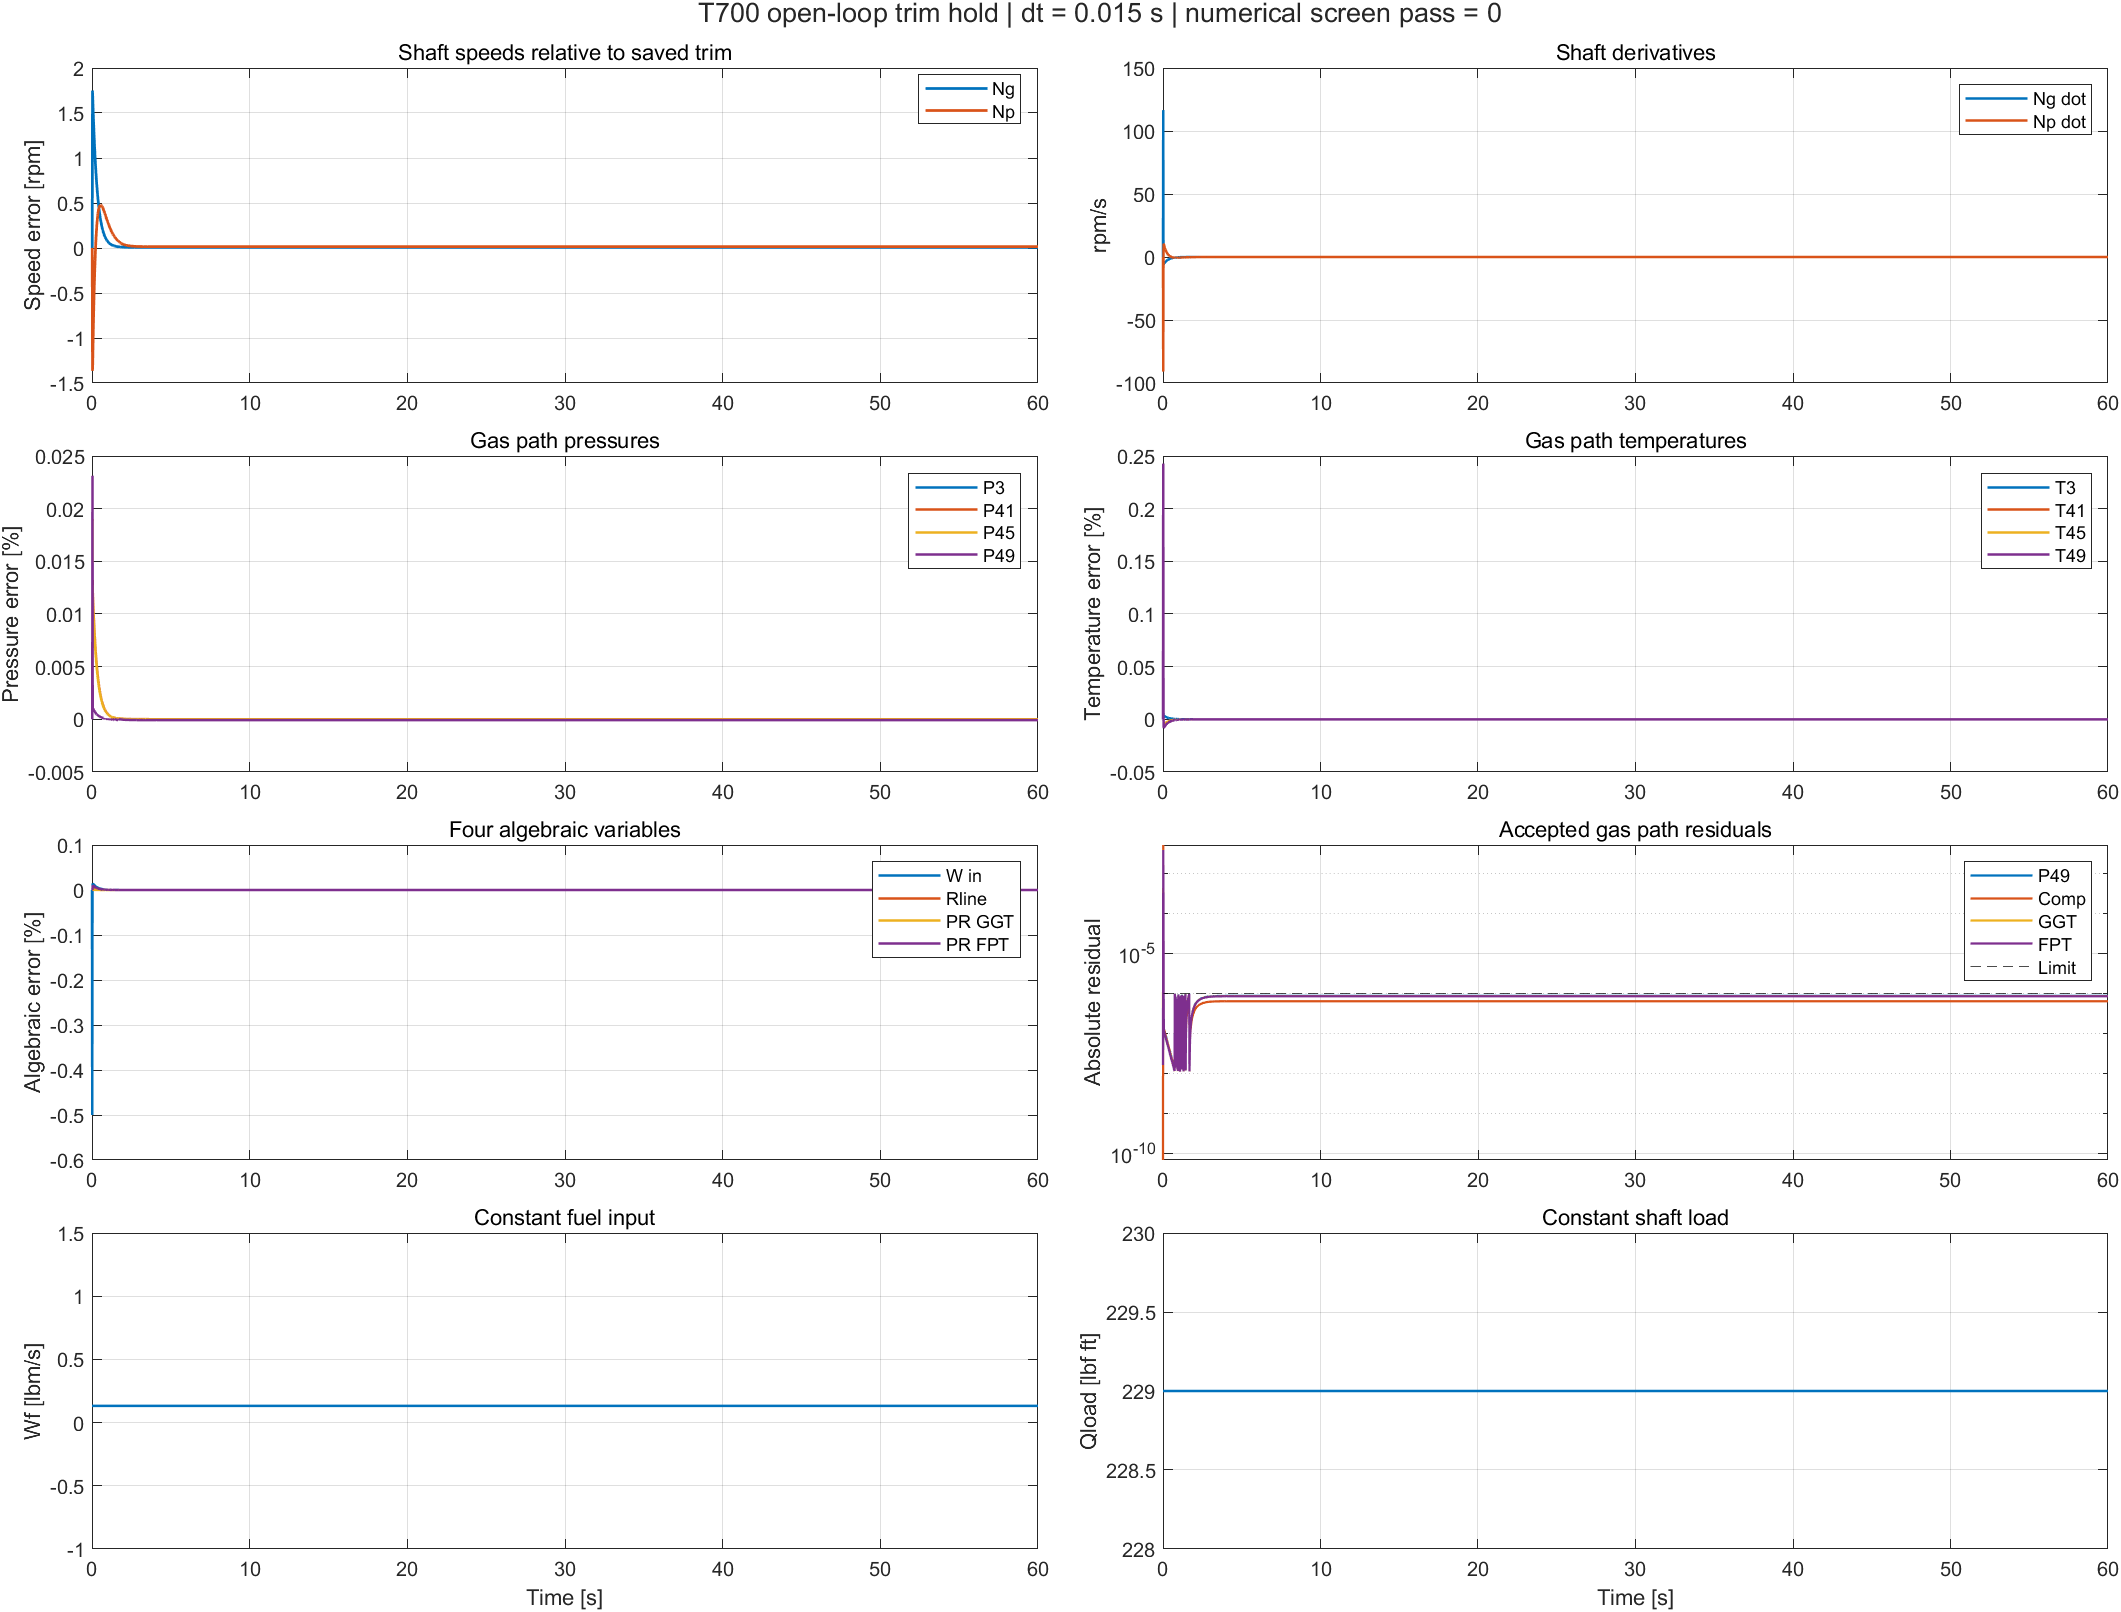 T700 open-loop trim hold | dt = 0.015 s | numerical screen pass = 0
Shaft speeds relative to saved trim
Speed error [rpm]
2
1.5
1
0.5
0
-0.5
-1
-1.5
0 10 20 30 40 50 60
Ng
Np
Shaft derivatives
rpm/s
150
100
50
0
-50
-100
0 10 20 30 40 50 60
Ng dot
Np dot
Gas path pressures
Pressure error [%]
0.025
0.02
0.015
0.01
0.005
0
-0.005
0 10 20 30 40 50 60
P3
P41
P45
P49
Gas path temperatures
Temperature error [%]
0.25
0.2
0.15
0.1
0.05
0
-0.05
0 10 20 30 40 50 60
T3
T41
T45
T49
Four algebraic variables
Algebraic error [%]
0.1
0
-0.1
-0.2
-0.3
-0.4
-0.5
-0.6
0 10 20 30 40 50 60
W in
Rline
PR GGT
PR FPT
Accepted gas path residuals
Absolute residual
10-5
10-10
0 10 20 30 40 50 60
P49
Comp
GGT
FPT
Limit
Constant fuel input
Wf [lbm/s]
1.5
1
0.5
0
-0.5
-1
0 10 20 30 40 50 60
Time [s]
Constant shaft load
Qload [lbf ft]
230
229.5
229
228.5
228
0 10 20 30 40 50 60
Time [s]